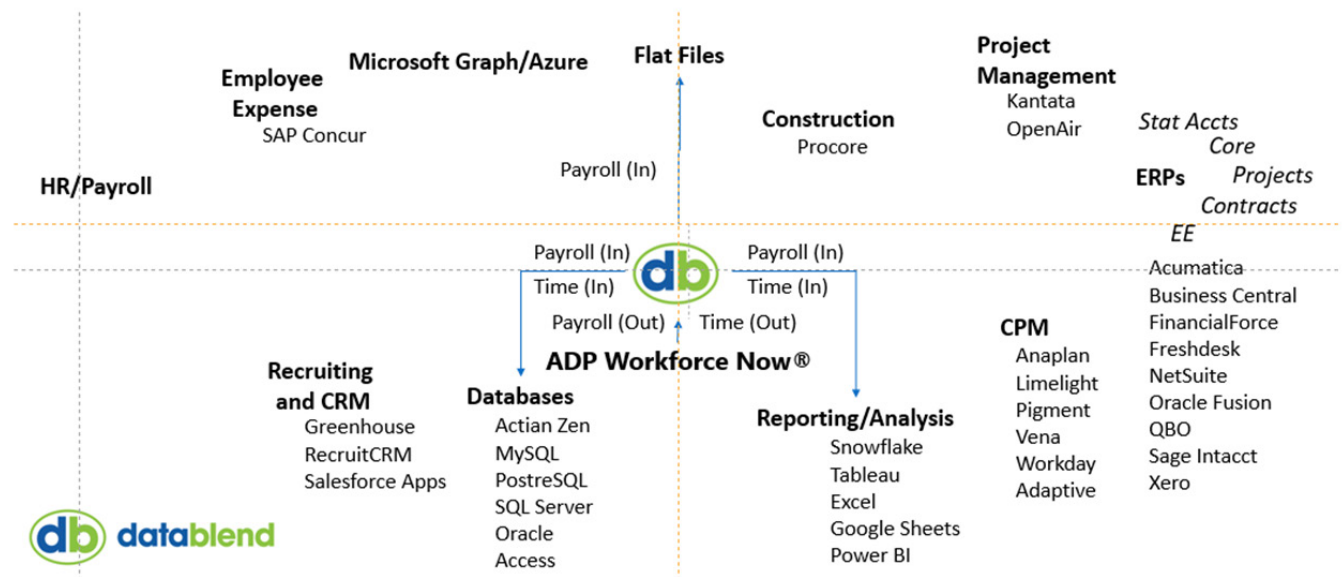 Employee
Expense
SAP Concur
Microsoft Graph/Azure
Flat Files
Project
Management
Kantata
OpenAir
Construction
Procore
Stat Accts
Core
Projects
Contracts
EE
ERPs
HR/Payroll
Payroll (In)
Payroll (In)
Time (In)
db
Payroll (In)
Time (In)
Payroll (Out)
Time (Out)
ADP Workforce Now®
Recruiting
and CRM
Greenhouse
RecruitCRM
Salesforce Apps
Databases
Actian Zen
MySQL
PostreSQL
SQL Server
Oracle
Access
Reporting/Analysis
Snowflake
Tableau
Excel
Google Sheets
Power BI
CPM
Anaplan
Limelight
Pigment
Vena
Workday
Adaptive
Acumatica
Business Central
FinancialForce
Freshdesk
NetSuite
Oracle Fusion
QBO
Sage Intacct
Xero
db datablend